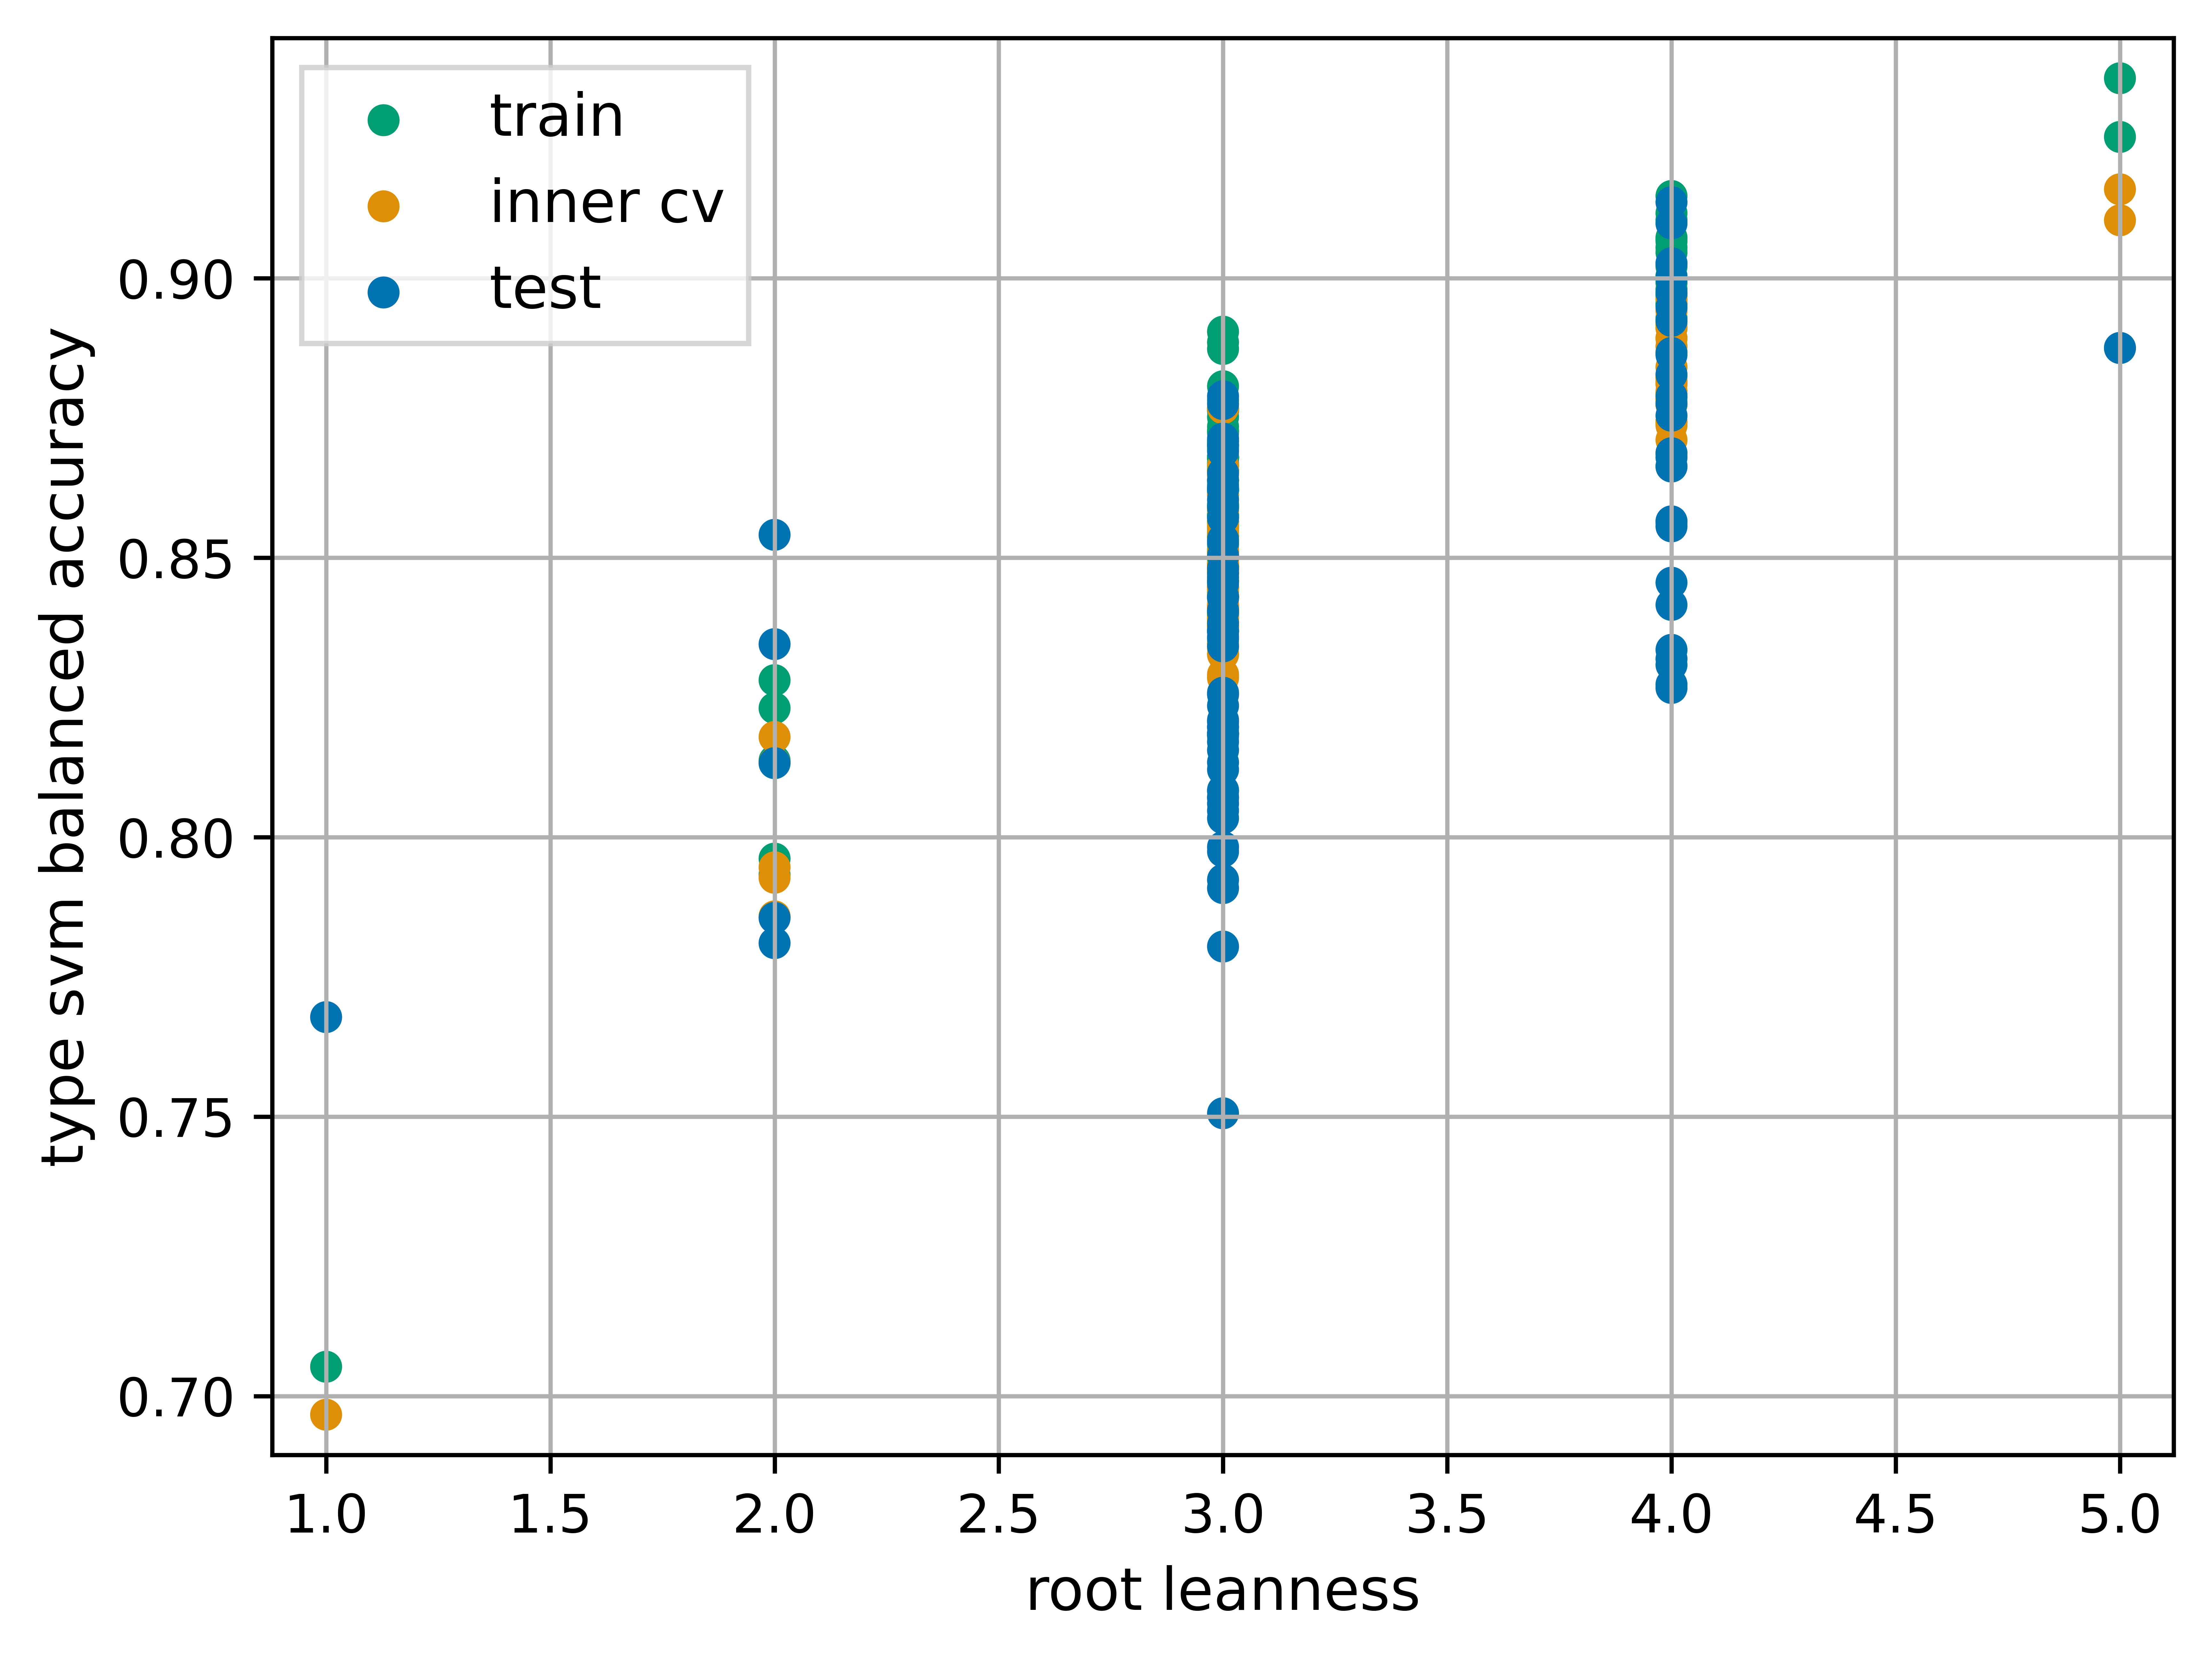 train
inner cv
test
0.90
0.85
0.80
0.75
0.70
type svm balanced accuracy
1.0 1.5 2.0 2.5 3.0 3.5 4.0 4.5 5.0
root leanness